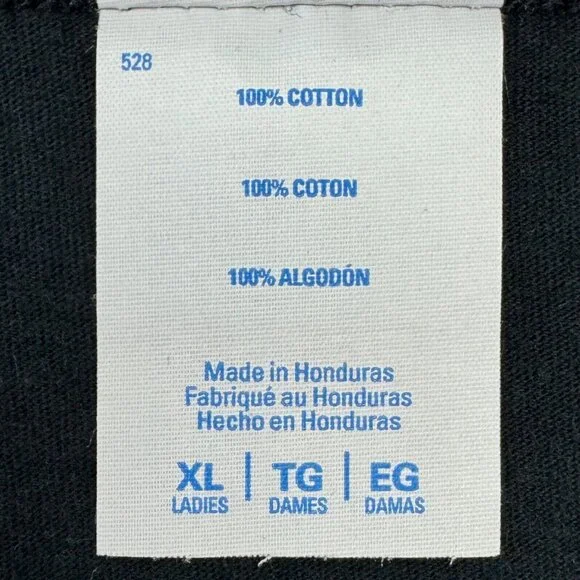 528
100% COTTON
100% COTON
100% ALGODÓN
Made in Honduras
Fabriqué au Honduras
Hecho en Honduras
XL | TG | EG
LADIES DAMES DAMAS